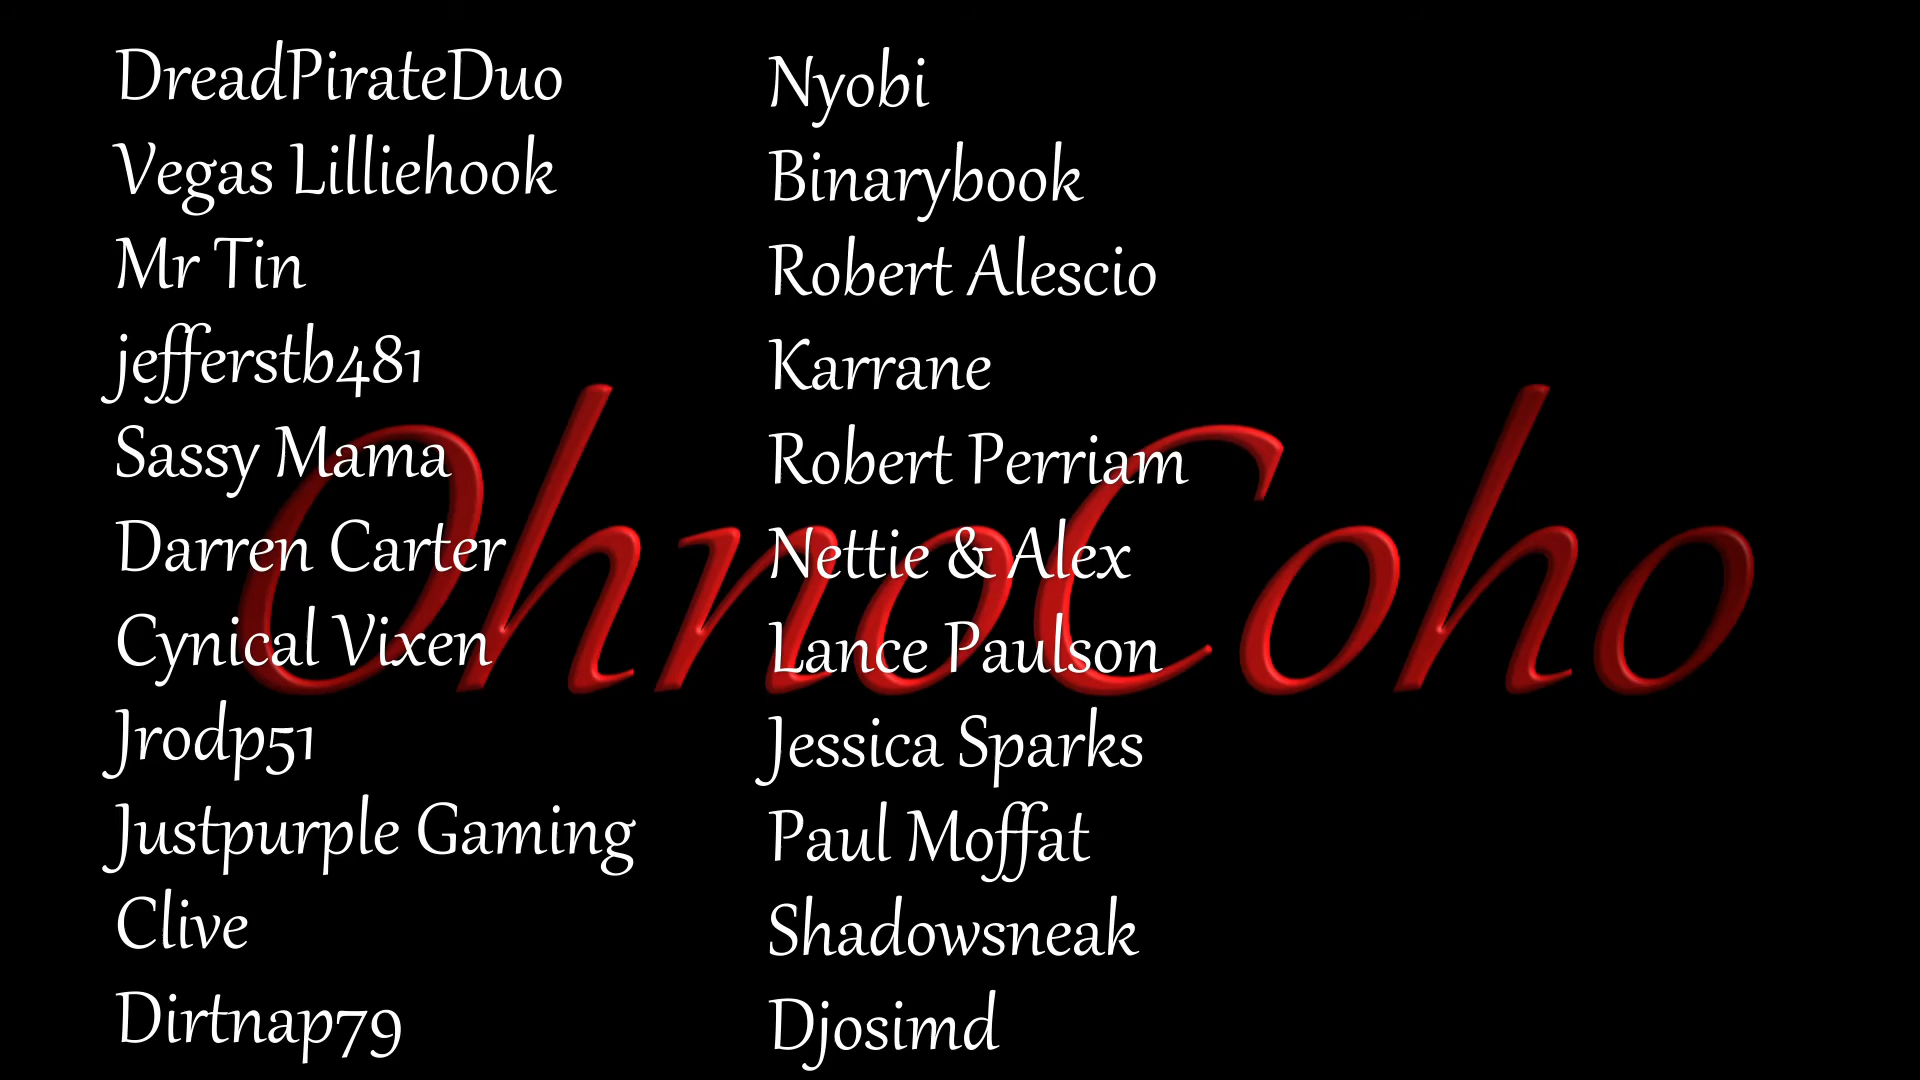 DreadPirateDuo
Vegas Lilliehook
Mr Tin
jefferstb481
Sassy Mama
Darren Carter
Cynical Vixen
Jrodp51
Justpurple Gaming
Clive
Dirtnap79
Nyobi
Binarybook
Robert Alescio
Karrane
Robert Perriam
Nettie & Alex
Lance Paulson
Jessica Sparks
Paul Moffat
Shadowsneak
Djosimd
OhnoCoho